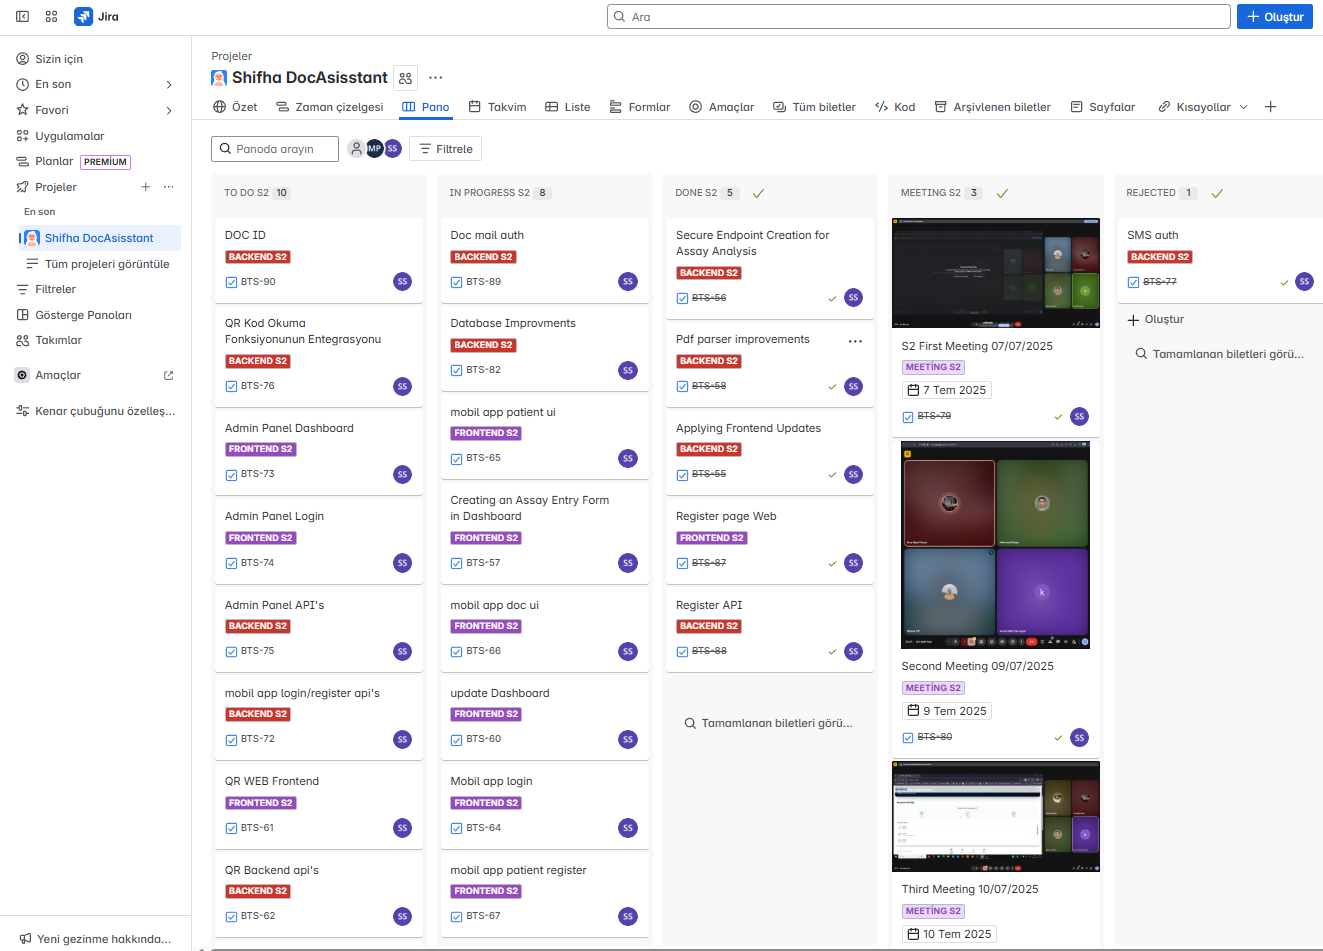 Jira
Ara
Oluştur
Sizin için
En son
Favori
Uygulamalar
Planlar PREMİUM
Projeler
En son
Shifha DocAsisstant
Tüm projeleri görüntüle
Filtreler
Gösterge Panoları
Takımlar
Amaçlar
Kenar çubuğunu özelleş...
Yeni gezinme hakkında...
Projeler
Shifha DocAsisstant
Özet Zaman çizelgesi Pano Takvim Liste Formlar Amaçlar Tüm biletler Kod Arşivlenen biletler Sayfalar Kısayollar
Panoda arayın MP SS Filtrele
TO DO S2 10
DOC ID
BACKEND S2
BTS-90 SS
QR Kod Okuma
Fonksiyonunun Entegrasyonu
BACKEND S2
BTS-76 SS
Admin Panel Dashboard
FRONTEND S2
BTS-73 SS
Admin Panel Login
FRONTEND S2
BTS-74 SS
Admin Panel API's
BACKEND S2
BTS-75 SS
mobil app login/register api's
BACKEND S2
BTS-72 SS
QR WEB Frontend
FRONTEND S2
BTS-61 SS
QR Backend api's
BACKEND S2
BTS-62 SS
IN PROGRESS S2 8
Doc mail auth
BACKEND S2
BTS-89 SS
Database Improvments
BACKEND S2
BTS-82 SS
mobil app patient ui
FRONTEND S2
BTS-65 SS
Creating an Assay Entry Form
in Dashboard
FRONTEND S2
BTS-57 SS
mobil app doc ui
FRONTEND S2
BTS-66 SS
update Dashboard
FRONTEND S2
BTS-60 SS
Mobil app login
FRONTEND S2
BTS-64 SS
mobil app patient register
FRONTEND S2
BTS-67 SS
DONE S2 5
Secure Endpoint Creation for
Assay Analysis
BACKEND S2
BTS-56 SS
Pdf parser improvements
BACKEND S2
BTS-58 SS
Applying Frontend Updates
BACKEND S2
BTS-55 SS
Register page Web
FRONTEND S2
BTS-87 SS
Register API
BACKEND S2
BTS-88 SS
Tamamlanan biletleri görü...
MEETING S2 3
S2 First Meeting 07/07/2025
MEETİNG S2
7 Tem 2025
BTS-79 SS
k
Second Meeting 09/07/2025
MEETİNG S2
9 Tem 2025
BTS-80 SS
Third Meeting 10/07/2025
MEETİNG S2
10 Tem 2025
REJECTED 1
SMS auth
BACKEND S2
BTS-77 SS
Oluştur
Tamamlanan biletleri görü...